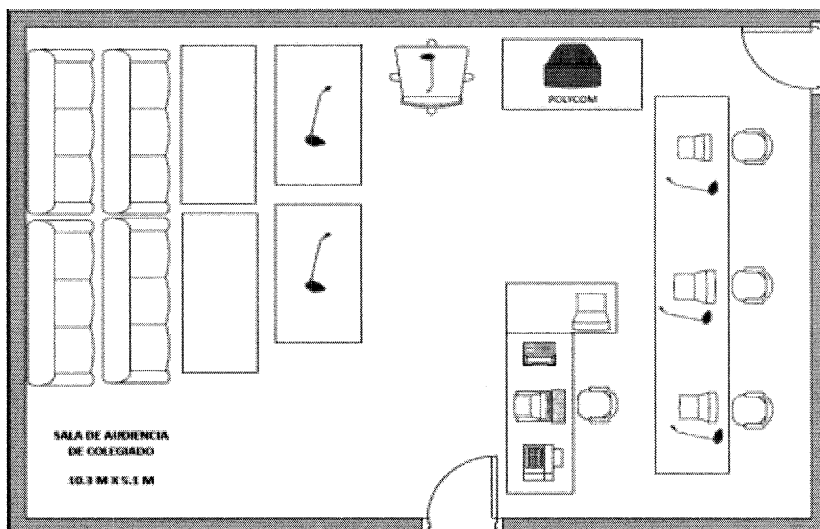 POLYCOM
SALA DE AUDIENCIA
DE COLEGIADO
10.3 M X 5.1 M